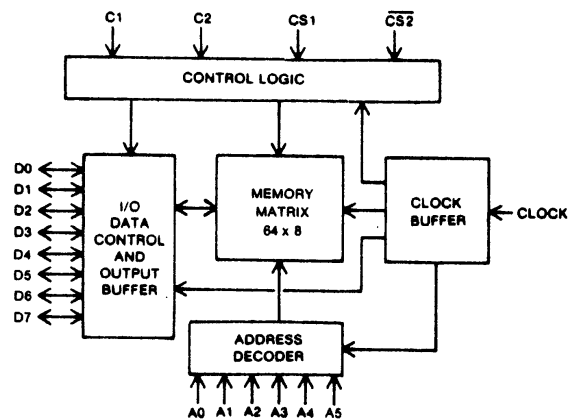 C1 C2 CS1 C̅S̅2̅
CONTROL LOGIC
D0
D1
D2
D3
D4
D5
D6
D7
I/O
DATA
CONTROL
AND
OUTPUT
BUFFER
MEMORY
MATRIX
64 x 8
CLOCK
BUFFER
CLOCK
ADDRESS
DECODER
A0 A1 A2 A3 A4 A5